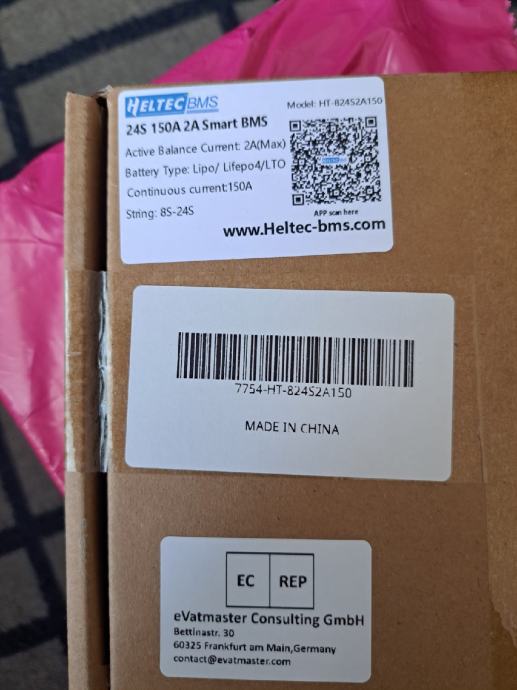 HELTEC BMS
Model: HT-824S2A150
24S 150A 2A Smart BMS
Active Balance Current: 2A(Max)
Battery Type: Lipo/ Lifepo4/LTO
Continuous current:150A
String: 8S-24S
APP scan here
www.Heltec-bms.com
7754-HT-824S2A150
MADE IN CHINA
EC REP
eVatmaster Consulting GmbH
Bettinastr. 30
60325 Frankfurt am Main,Germany
contact@evatmaster.com